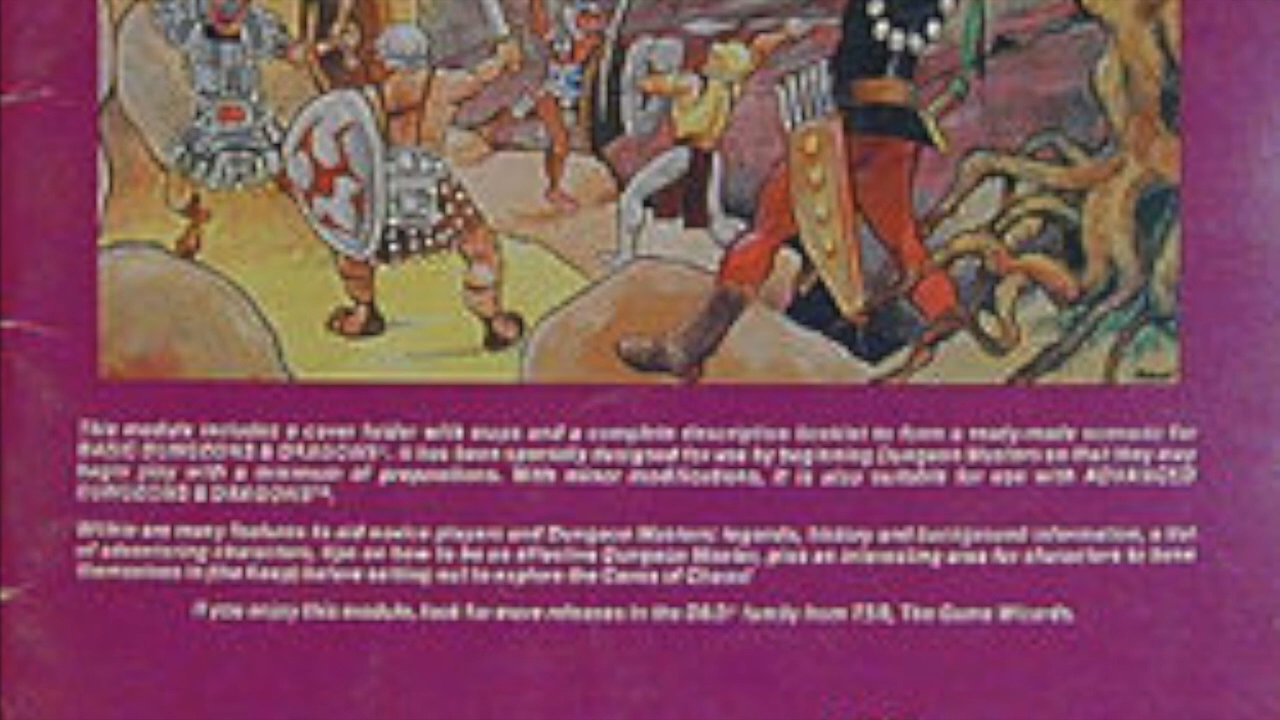 This module includes a cover folder with maps and a complete description booklet to form a ready-made scenario for
BASIC DUNGEONS & DRAGONS®. It has been specially designed for use by beginning Dungeon Masters so that they may
begin play with a minimum of preparations. With minor modifications, it is also suitable for use with ADVANCED
DUNGEONS & DRAGONS™.
Within are many features to aid novice players and Dungeon Masters: legends, history and background information, a list
of adventuring characters, tips on how to be an effective Dungeon Master, plus an interesting area for characters to base
themselves in (the Keep) before setting out to explore the Caves of Chaos!
If you enjoy this module, look for more releases in the D&D® family from TSR, The Game Wizards.